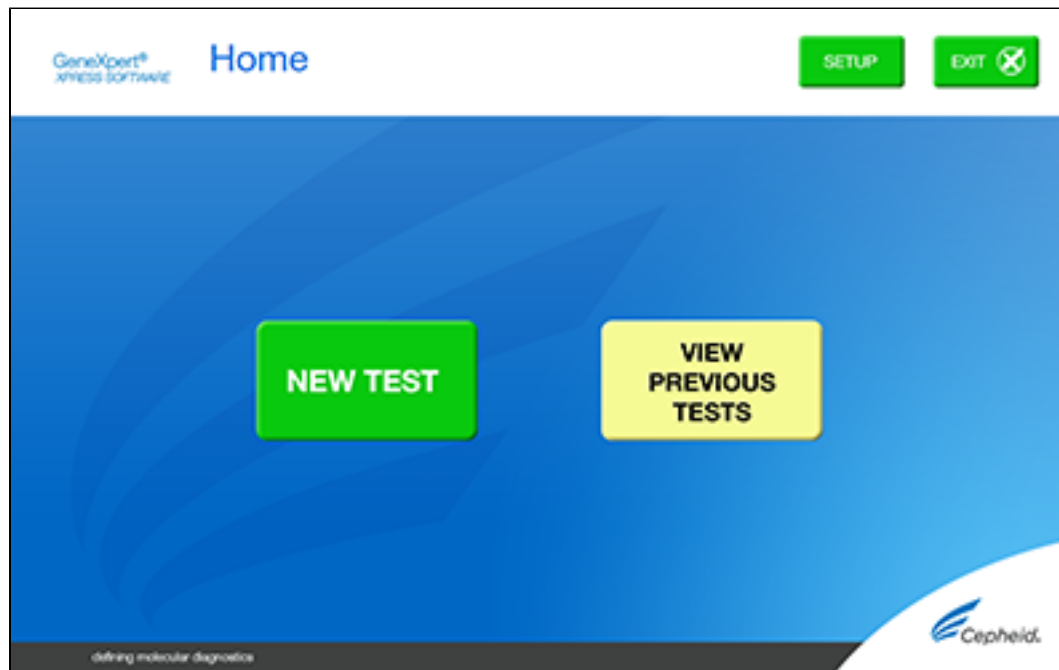 GeneXpert®
XPRESS SOFTWARE
Home
SETUP
EXIT
NEW TEST
VIEW
PREVIOUS
TESTS
Cepheid.
defining molecular diagnostics